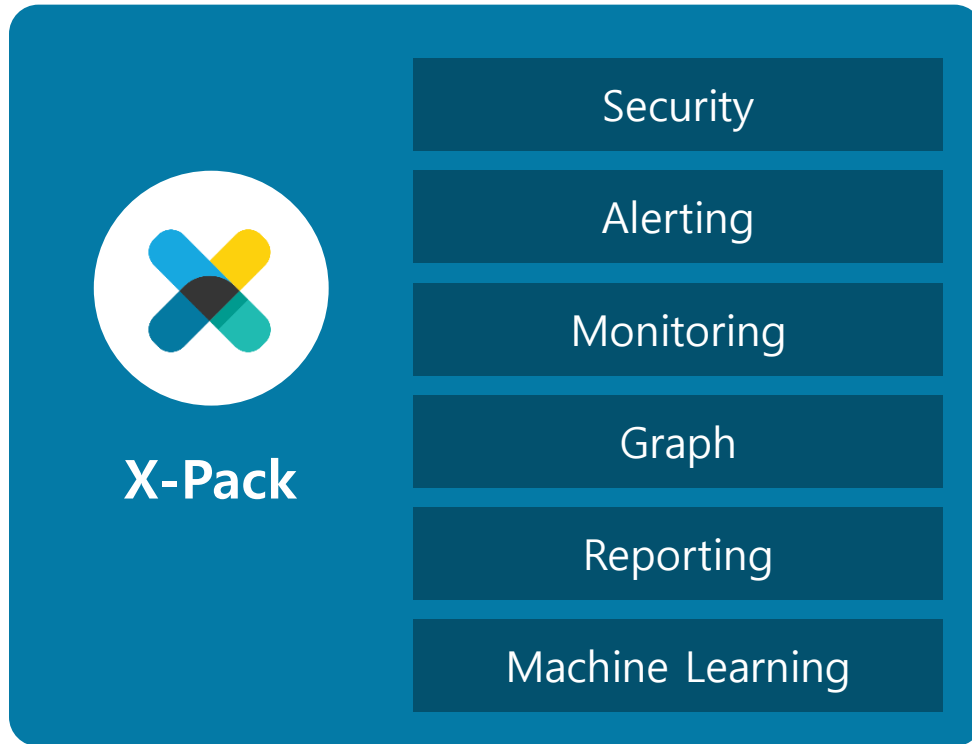 Security
Alerting
Monitoring
Graph
Reporting
Machine Learning
X-Pack